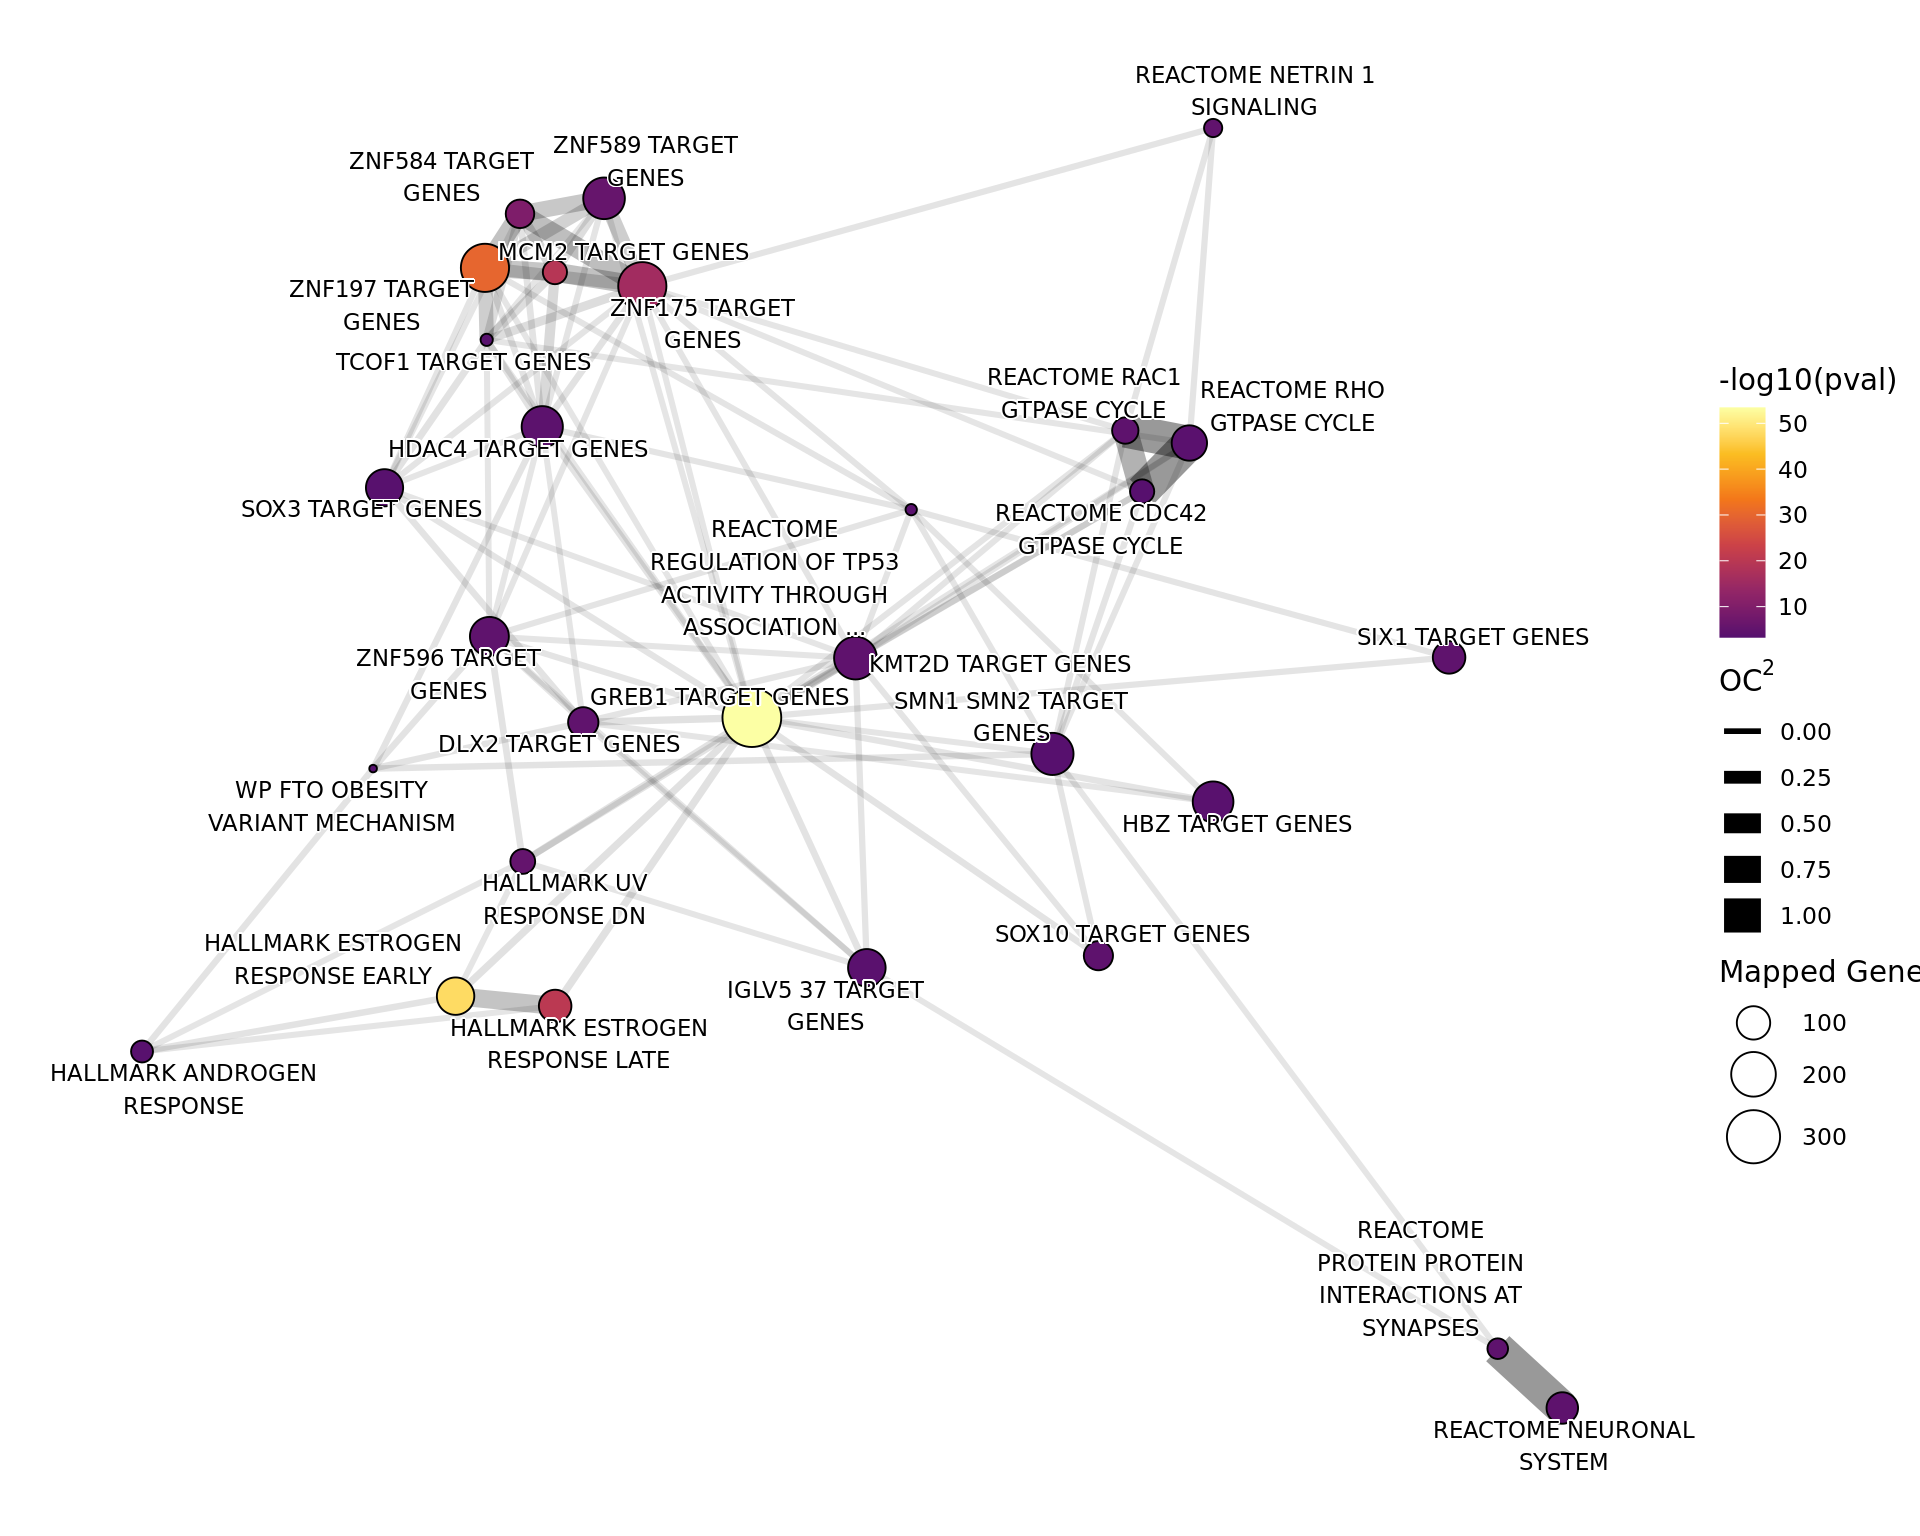 REACTOME NETRIN 1
SIGNALING
ZNF589 TARGET
GENES
ZNF584 TARGET
GENES
MCM2 TARGET GENES
ZNF197 TARGET
GENES
ZNF175 TARGET
GENES
TCOF1 TARGET GENES
REACTOME RAC1
GTPASE CYCLE
REACTOME RHO
GTPASE CYCLE
HDAC4 TARGET GENES
SOX3 TARGET GENES
REACTOME CDC42
GTPASE CYCLE
REACTOME
REGULATION OF TP53
ACTIVITY THROUGH
ASSOCIATION ...
SIX1 TARGET GENES
ZNF596 TARGET
GENES
KMT2D TARGET GENES
GREB1 TARGET GENES
SMN1 SMN2 TARGET
GENES
DLX2 TARGET GENES
WP FTO OBESITY
VARIANT MECHANISM
HBZ TARGET GENES
HALLMARK UV
RESPONSE DN
HALLMARK ESTROGEN
RESPONSE EARLY
SOX10 TARGET GENES
IGLV5 37 TARGET
GENES
HALLMARK ESTROGEN
RESPONSE LATE
HALLMARK ANDROGEN
RESPONSE
REACTOME
PROTEIN PROTEIN
INTERACTIONS AT
SYNAPSES
REACTOME NEURONAL
SYSTEM
-log10(pval)
50
40
30
20
10
OC2
0.00
0.25
0.50
0.75
1.00
Mapped Gene
100
200
300